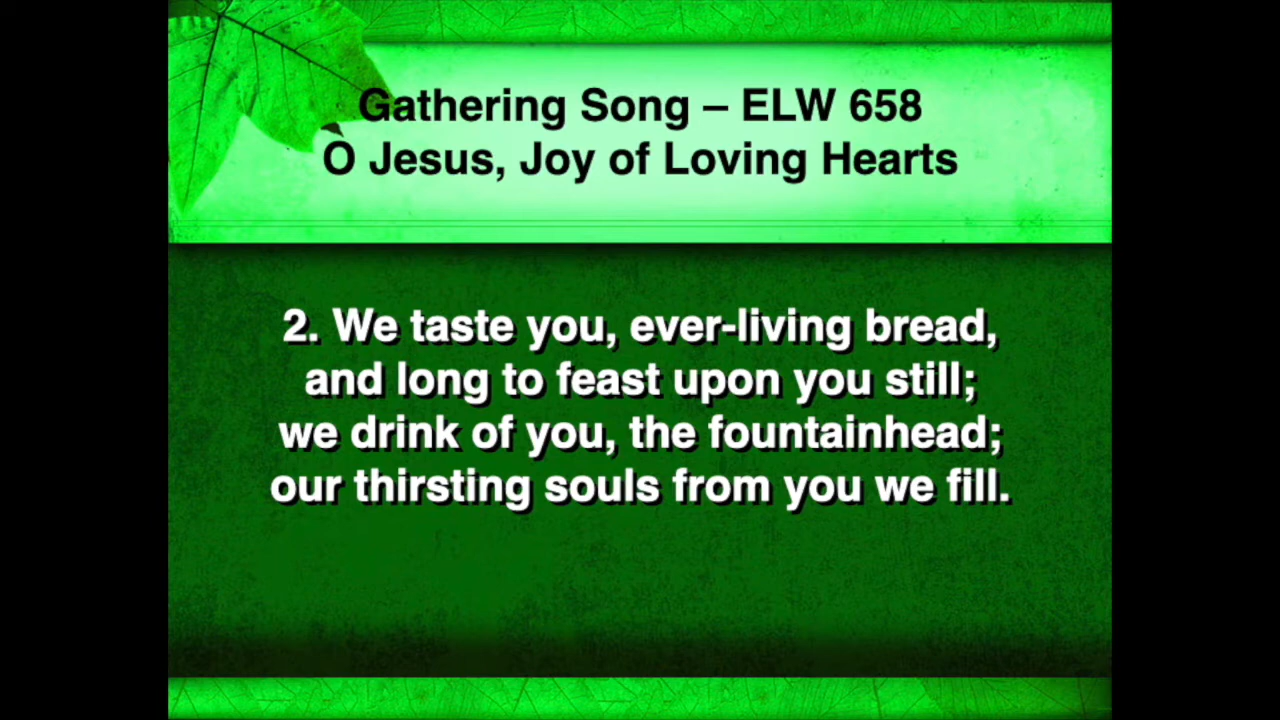 Gathering Song – ELW 658
O Jesus, Joy of Loving Hearts
2. We taste you, ever-living bread,
and long to feast upon you still;
we drink of you, the fountainhead;
our thirsting souls from you we fill.